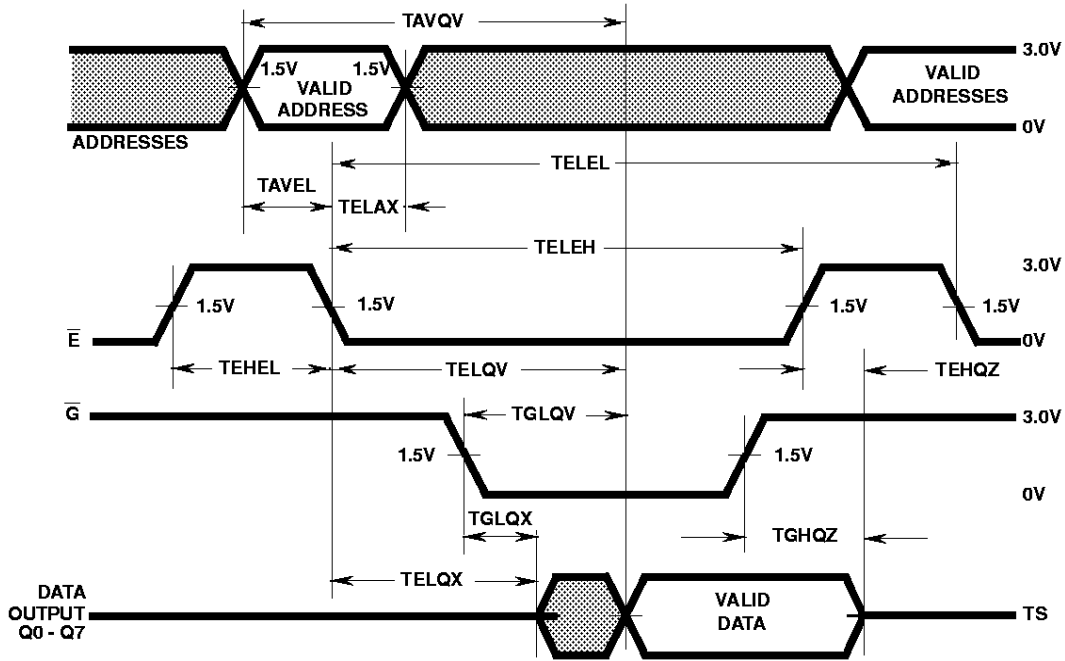 TAVQV
3.0V
1.5V
1.5V
VALID
ADDRESS
VALID
ADDRESSES
0V
ADDRESSES
TELEL
TAVEL
TELAX
TELEH
3.0V
1.5V
1.5V
1.5V
1.5V
E
0V
TEHEL
TELQV
TEHQZ
G
TGLQV
3.0V
1.5V
1.5V
0V
TGLQX
TGHQZ
TELQX
DATA
OUTPUT
Q0 - Q7
VALID
DATA
TS